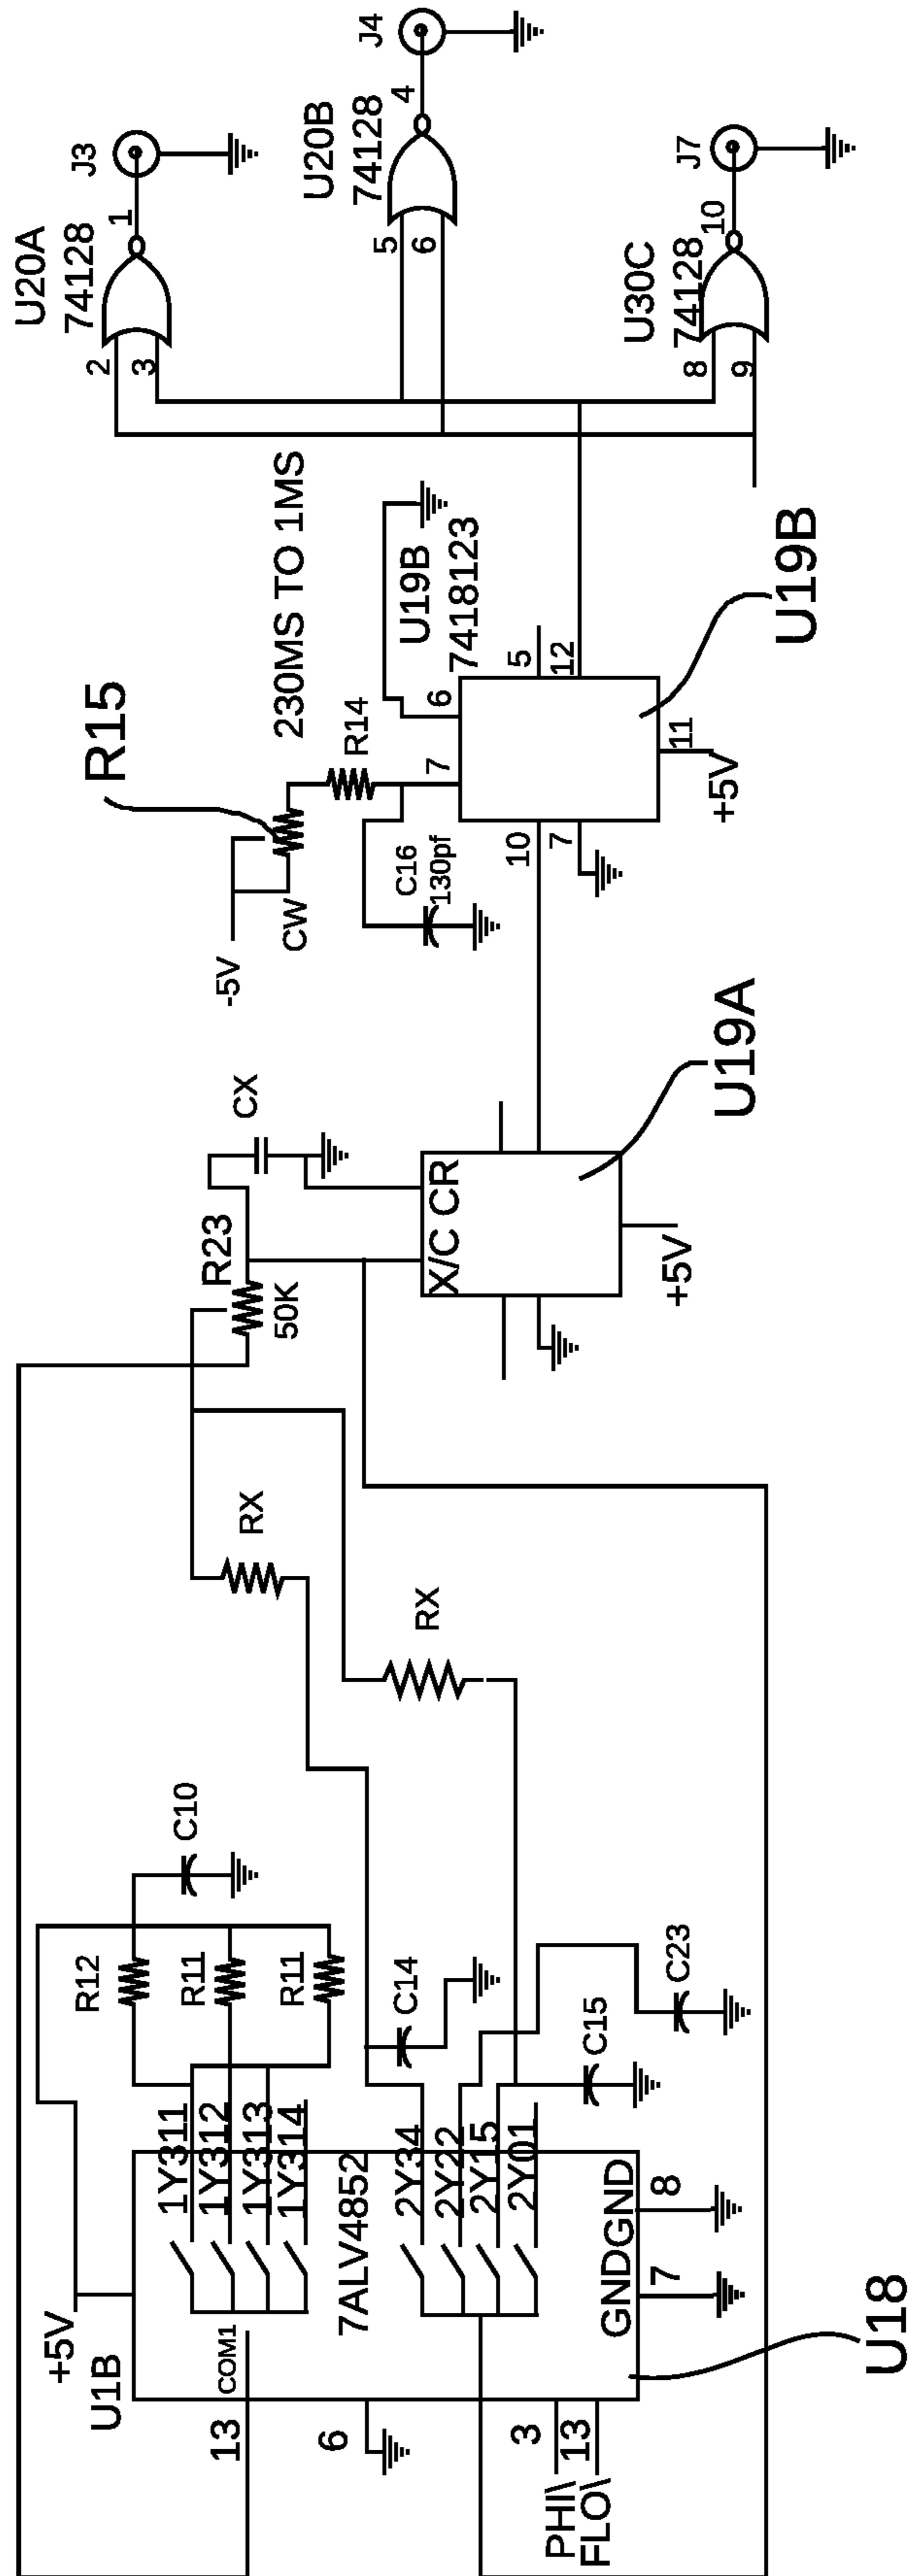 +5V
U1B
13
COM1
6
3
13
PHI\
FLO\
1Y311
1Y312
1Y313
1Y314
7ALV4852
2Y34
2Y22
2Y15
2Y01
GND
GND
7
8
U18
R12
R11
R11
C10
C14
C15
C23
RX
RX
R23
50K
CX
X/C CR
+5V
U19A
-5V
CW
R15
R14
C16
130pf
230MS TO 1MS
7
6
U19B
7418123
10
7
5
12
11
+5V
U19B
U20A
74128
2
3
1
J3
U20B
74128
5
6
4
J4
U30C
74128
8
9
10
J7